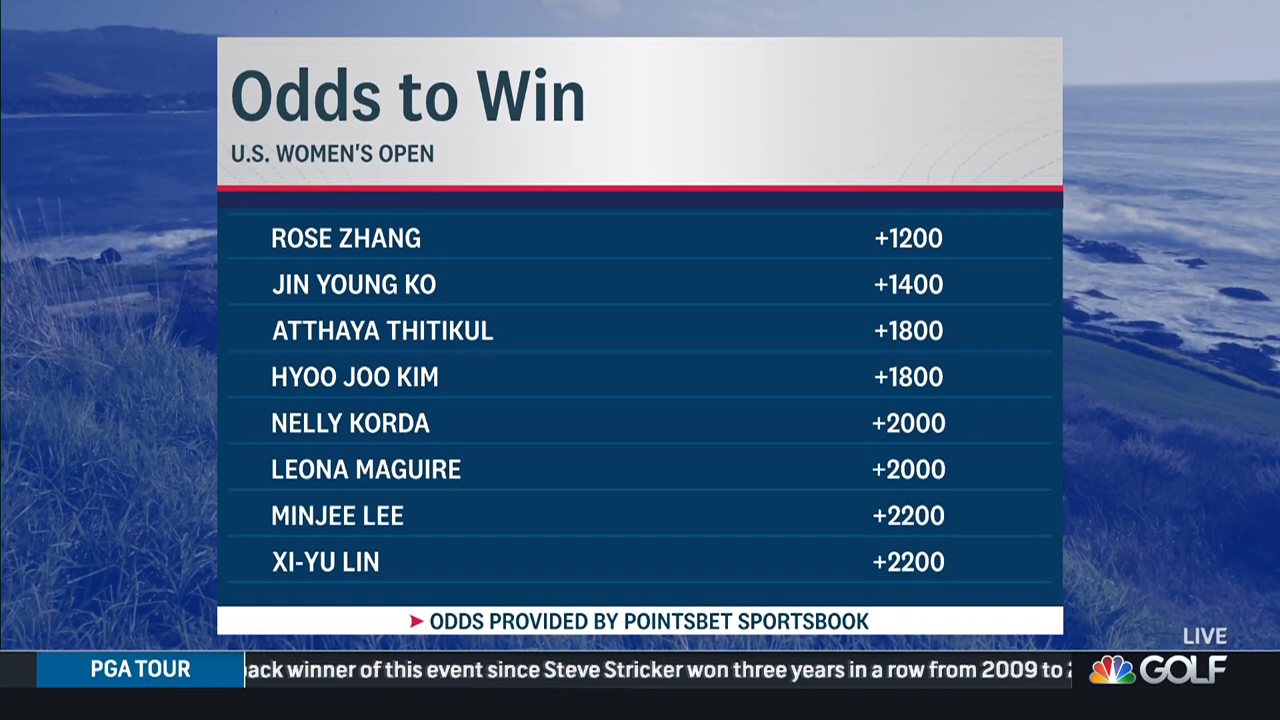 Odds to Win
U.S. WOMEN'S OPEN
ROSE ZHANG +1200
JIN YOUNG KO +1400
ATTHAYA THITIKUL +1800
HYOO JOO KIM +1800
NELLY KORDA +2000
LEONA MAGUIRE +2000
MINJEE LEE +2200
XI-YU LIN +2200
ODDS PROVIDED BY POINTSBET SPORTSBOOK
LIVE
PGA TOUR
winner of this event since Steve Stricker won three years in a row from 2009 to
GOLF